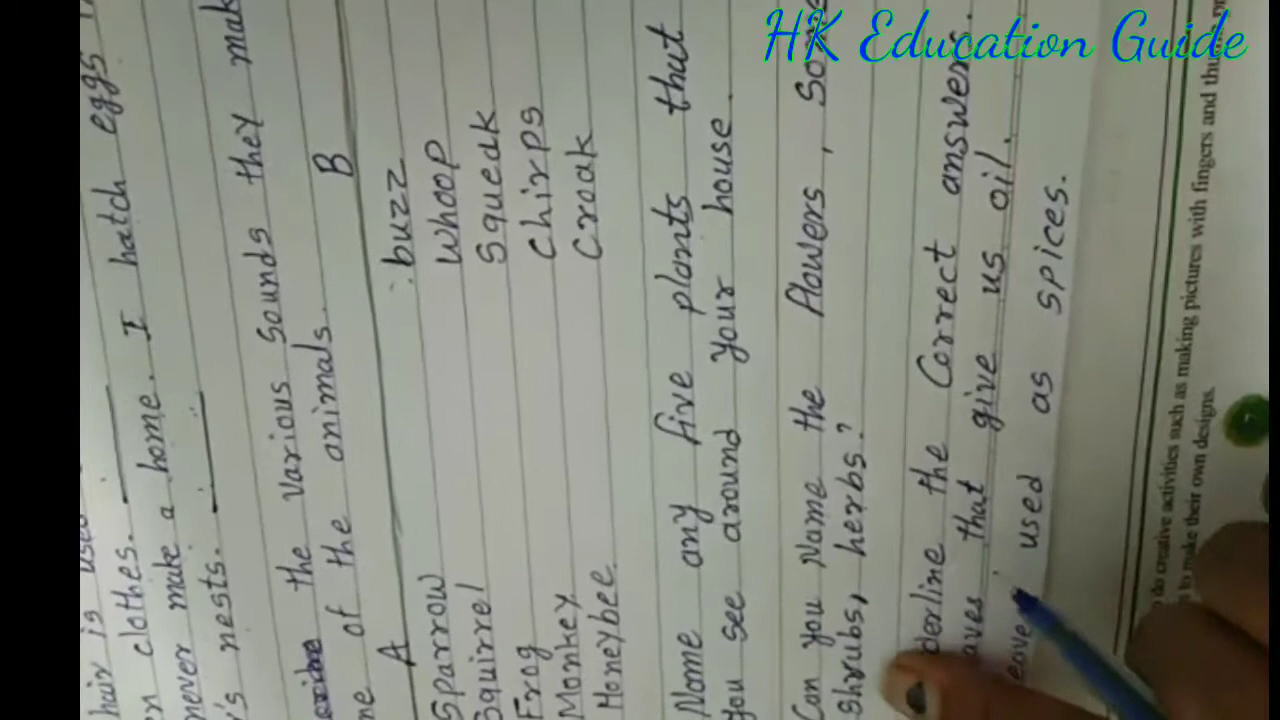 HK Education Guide
hair is used
clothes. I hatch eggs
never make a home.
nests.
the various sounds they
of the animals.
A B
Sparrow buzz
Squirrel whoop
Frog Squeak
Monkey Chirps
Honeybee Croak
Name any five plants that
you see around your house.
Can you Name the flowers, Some
Shrubs, herbs?
the Correct answers.
that give us oil.
used as spices.
do creative activities such as making pictures with fingers and
to make their own designs.